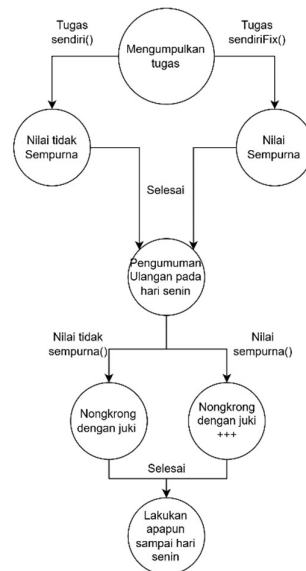 Tugas
sendiri()
Tugas
sendiriFix()
Mengumpulkan
tugas
Nilai tidak
Sempurna
Nilai
Sempurna
Selesai
Pengumuman
Ulangan pada
hari senin
Nilai tidak
sempurna()
Nilai
sempurna()
Nongkrong
dengan juki
Nongkrong
dengan juki
+++
Selesai
Lakukan
apapun
sampai hari
senin